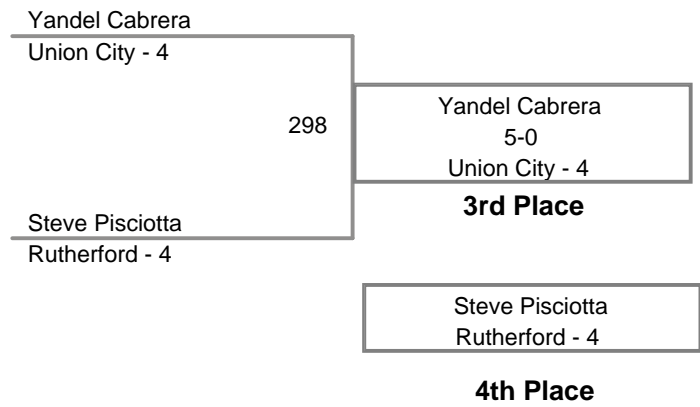 Yandel Cabrera
Union City - 4
298
Yandel Cabrera
5-0
Union City - 4
3rd Place
Steve Pisciotta
Rutherford - 4
Steve Pisciotta
Rutherford - 4
4th Place